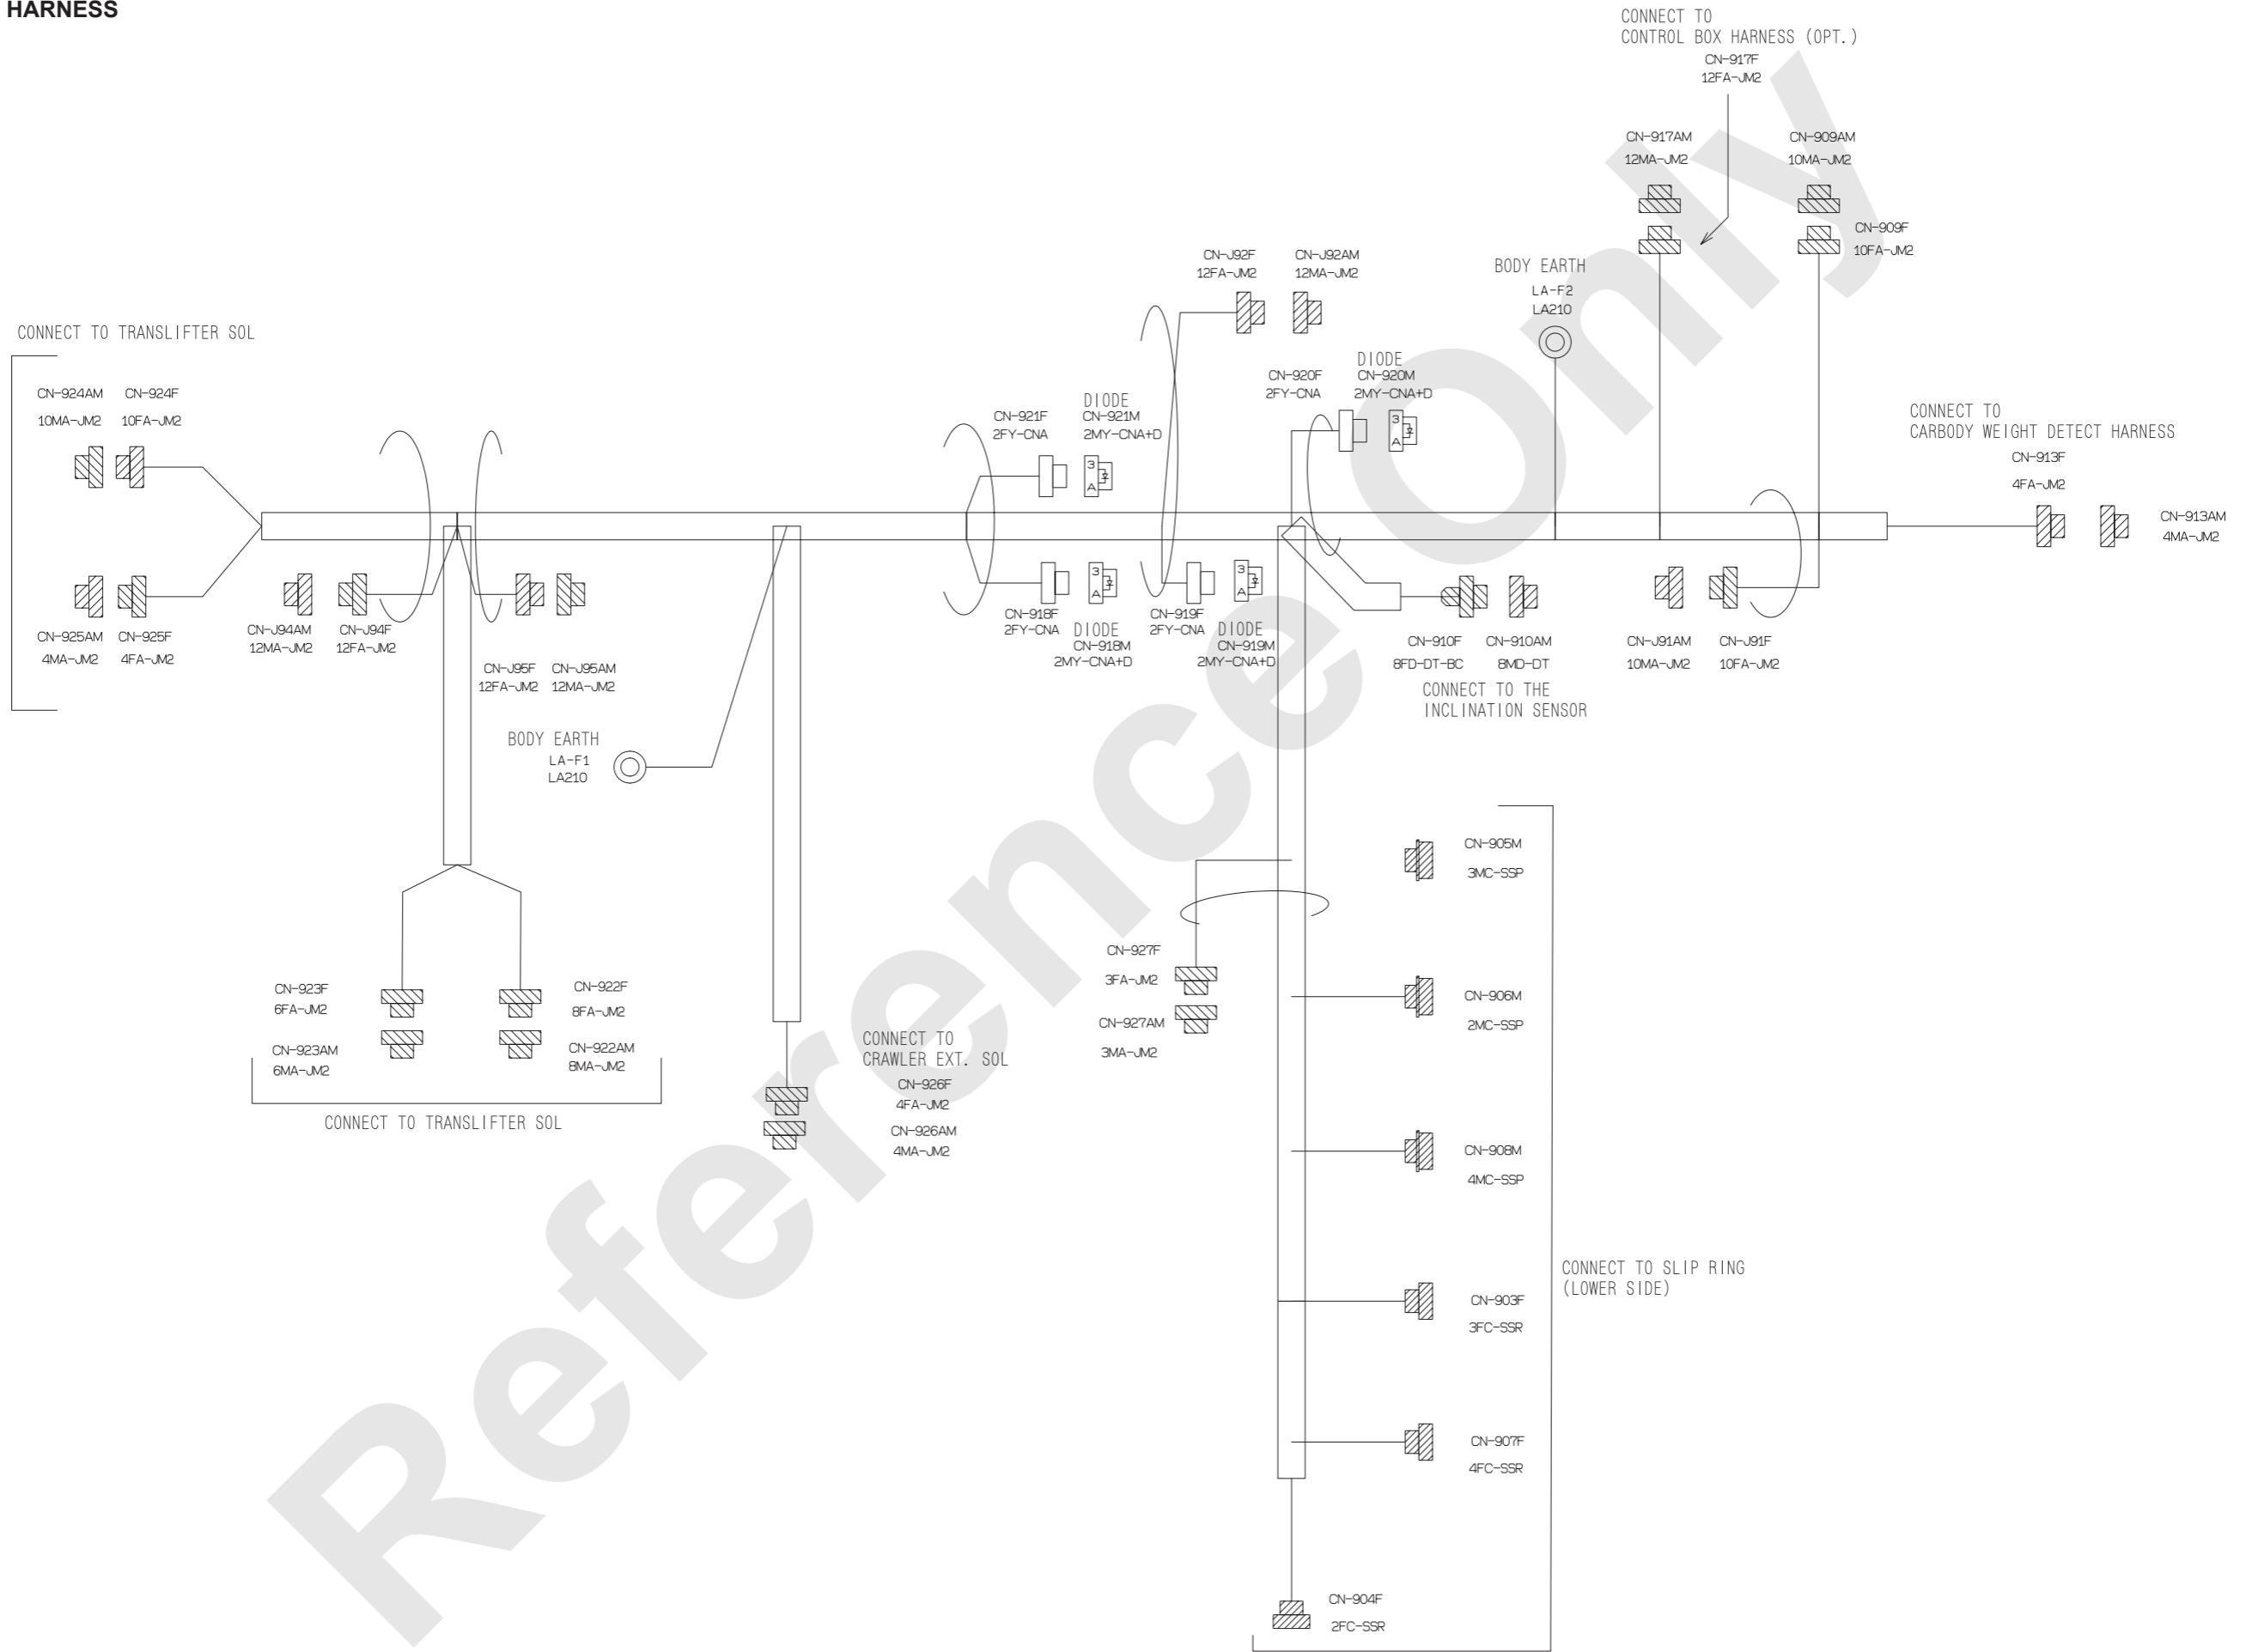 HARNESS
CONNECT TO
CONTROL BOX HARNESS (OPT.)
CN-917F
12FA-JM2
CN-917AM
12MA-JM2
CN-909AM
10MA-JM2
CN-909F
10FA-JM2
CN-J92F
12FA-JM2
CN-J92AM
12MA-JM2
BODY EARTH
LA-F2
LA210
CONNECT TO TRANSLIFTER SOL
CN-924AM
10MA-JM2
CN-924F
10FA-JM2
DIODE
CN-920F
2FY-CNA
CN-920M
2MY-CNA+D
3
A
DIODE
CN-921F
2FY-CNA
CN-921M
2MY-CNA+D
3
A
CONNECT TO
CARBODY WEIGHT DETECT HARNESS
CN-913F
4FA-JM2
CN-913AM
4MA-JM2
CN-925AM
4MA-JM2
CN-925F
4FA-JM2
CN-J94AM
12MA-JM2
CN-J94F
12FA-JM2
CN-J95F
12FA-JM2
CN-J95AM
12MA-JM2
3
A
CN-918F
2FY-CNA
DIODE
CN-918M
2MY-CNA+D
3
A
CN-919F
2FY-CNA
DIODE
CN-919M
2MY-CNA+D
CN-910F
8FD-DT-BC
CN-910AM
8MD-DT
CONNECT TO THE
INCLINATION SENSOR
CN-J91AM
10MA-JM2
CN-J91F
10FA-JM2
BODY EARTH
LA-F1
LA210
CN-905M
3MC-SSP
CN-927F
3FA-JM2
CN-927AM
3MA-JM2
CN-906M
2MC-SSP
CN-923F
6FA-JM2
CN-923AM
6MA-JM2
CN-922F
8FA-JM2
CN-922AM
8MA-JM2
CONNECT TO TRANSLIFTER SOL
CONNECT TO
CRAWLER EXT. SOL
CN-926F
4FA-JM2
CN-926AM
4MA-JM2
CN-908M
4MC-SSP
CONNECT TO SLIP RING
(LOWER SIDE)
CN-903F
3FC-SSR
CN-907F
4FC-SSR
CN-904F
2FC-SSR
Reference Only